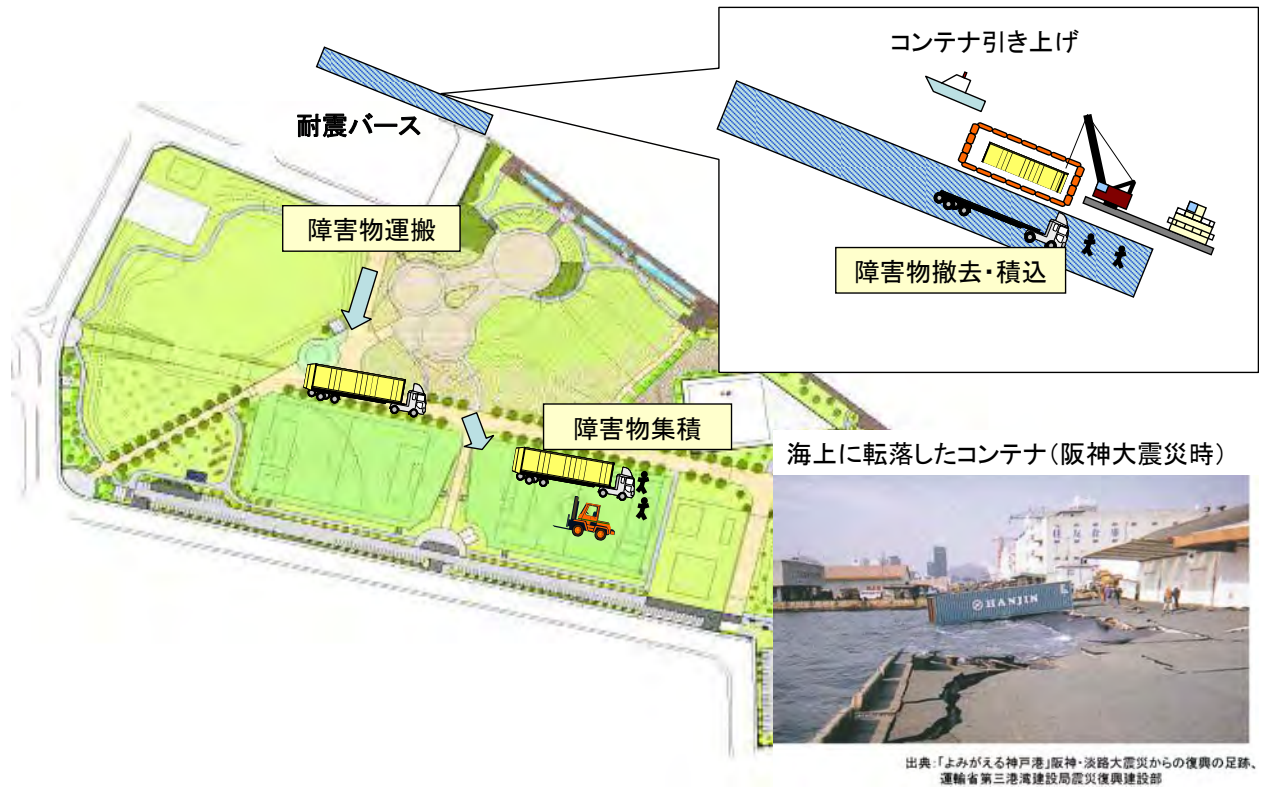 コンテナ引き上げ
耐震バース
障害物運搬
障害物撤去・積込
障害物集積
海上に転落したコンテナ(阪神大震災時)
HANJIN
出典:「よみがえる神戸港」阪神・淡路大震災からの復興の足跡、
運輸省第三港湾建設局震災復興建設部